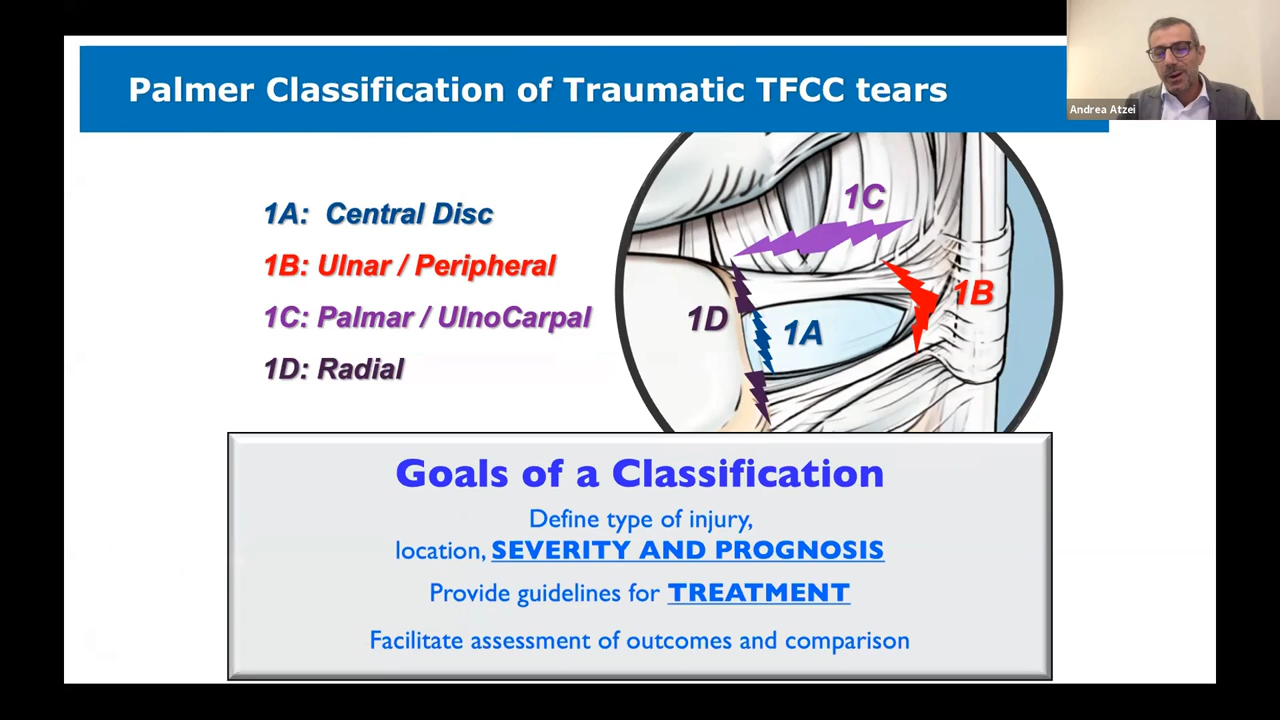 Palmer Classification of Traumatic TFCC tears
Andrea Atzei
1A: Central Disc
1B: Ulnar / Peripheral
1C: Palmar / UlnoCarpal
1D: Radial
1C
1B
1D
1A
Goals of a Classification
Define type of injury,
location, SEVERITY AND PROGNOSIS
Provide guidelines for TREATMENT
Facilitate assessment of outcomes and comparison